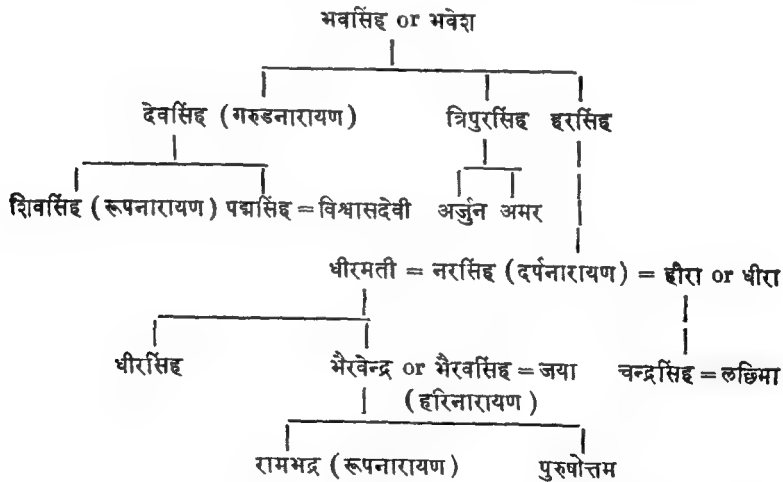 भवसिंह or भवेश
देवसिंह (गरुडनारायण) त्रिपुरसिंह हरसिंह
शिवसिंह (रूपनारायण) पद्मसिंह = विश्वासदेवी अर्जुन अमर
धीरमती = नरसिंह (दर्पनारायण) = हीरा or धीरा
धीरसिंह भैरवेन्द्र or भैरवसिंह = जया चन्द्रसिंह = लछिमा
(हरिनारायण)
रामभद्र (रूपनारायण) पुरुषोत्तम